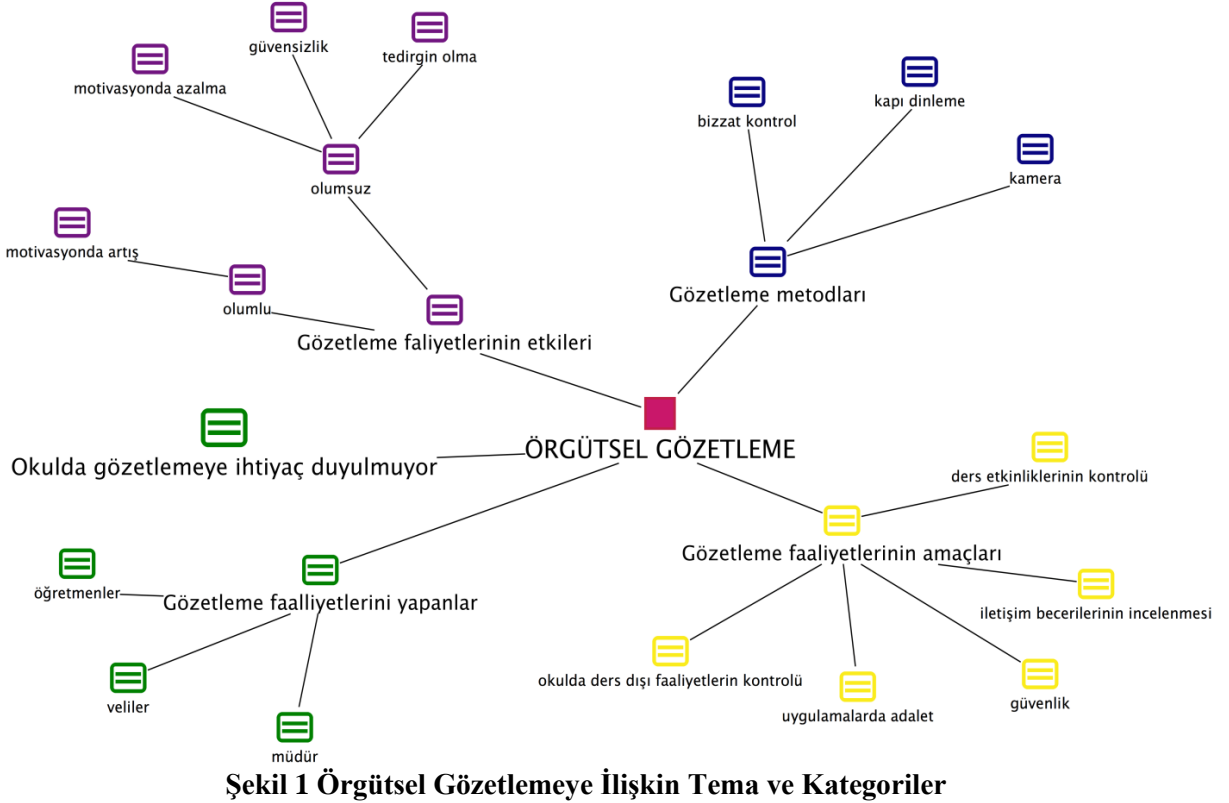 güvensizlik
tedirgin olma
motivasyonda azalma
olumsuz
motivasyonda artış
olumlu
Gözetleme faliyetlerinin etkileri
bizzat kontrol
kapı dinleme
kamera
Gözetleme metodları
ÖRGÜTSEL GÖZETLEME
Okulda gözetlemeye ihtiyaç duyulmuyor
ders etkinliklerinin kontrolü
Gözetleme faaliyetlerinin amaçları
iletişim becerilerinin incelenmesi
okulda ders dışı faaliyetlerin kontrolü
uygulamalarda adalet
güvenlik
öğretmenler
Gözetleme faalliyetlerini yapanlar
veliler
müdür
Şekil 1 Örgütsel Gözetlemeye İlişkin Tema ve Kategoriler